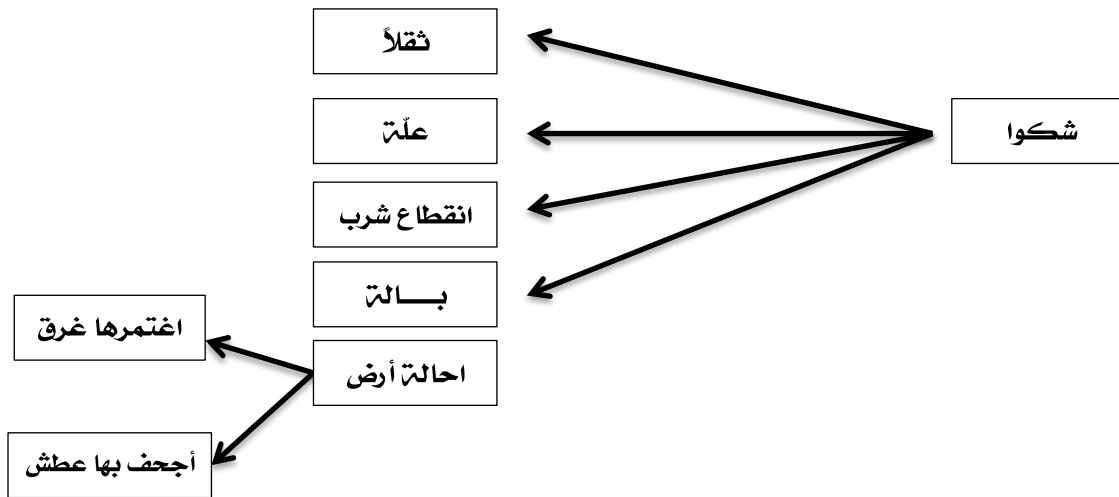 شكوا
ثقلاً
علّة
انقطاع شرب
بـــالة
احالة أرض
اغتمرها غرق
أجحف بها عطش